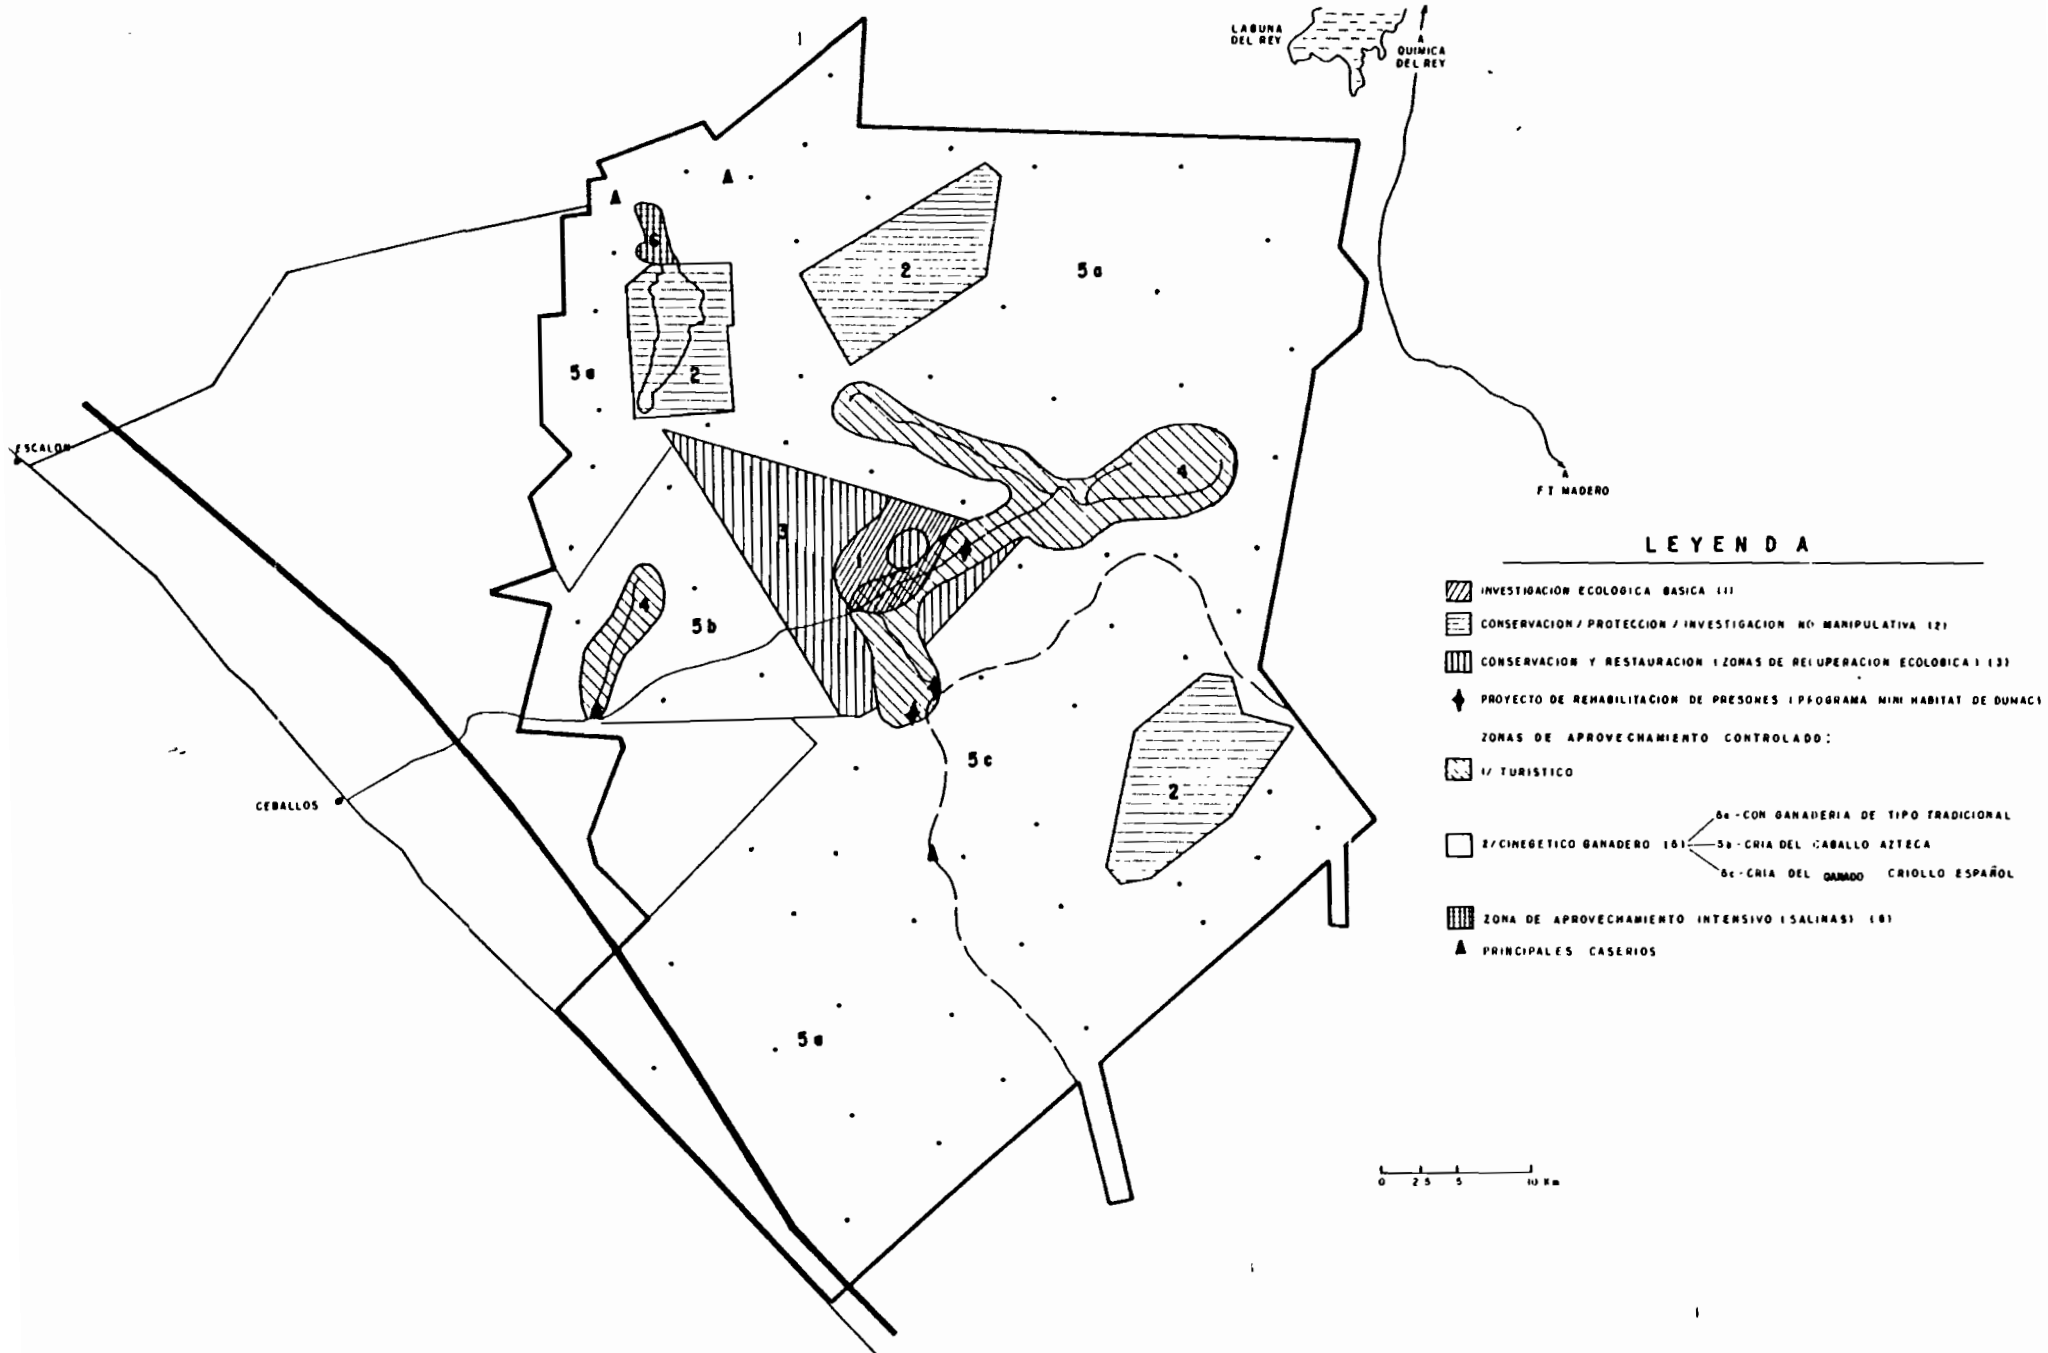 LAGUNA
DEL REY
A
QUIMICA
DEL REY
6
2
5a
5a
2
ESCALON
4
A
F I MADERO
3
1
4
5b
5c
2
CEBALLOS
5a
LEYENDA
INVESTIGACION ECOLOGICA BASICA (1)
CONSERVACION / PROTECCION / INVESTIGACION NO MANIPULATIVA (2)
CONSERVACION Y RESTAURACION (ZONAS DE RECUPERACION ECOLOGICA) (3)
PROYECTO DE REHABILITACION DE PRESONES (PROGRAMA MINI HABITAT DE DUMAC)
ZONAS DE APROVECHAMIENTO CONTROLADO:
1/ TURISTICO
5a - CON GANADERIA DE TIPO TRADICIONAL
2/ CINEGETICO GANADERO (5) 5b - CRIA DEL CABALLO AZTECA
5c - CRIA DEL GANADO CRIOLLO ESPAÑOL
ZONA DE APROVECHAMIENTO INTENSIVO (SALINAS) (6)
PRINCIPALES CASERIOS
0 2.5 5 10 Km